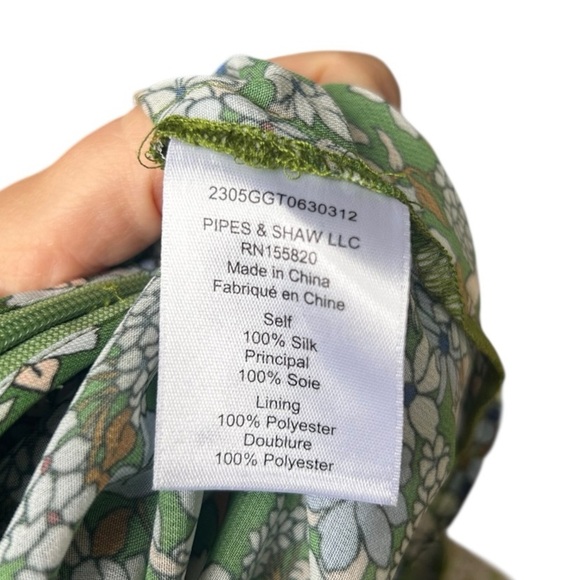 2305GGT0630312
PIPES & SHAW LLC
RN155820
Made in China
Fabriqué en Chine
Self
100% Silk
Principal
100% Soie
Lining
100% Polyester
Doublure
100% Polyester